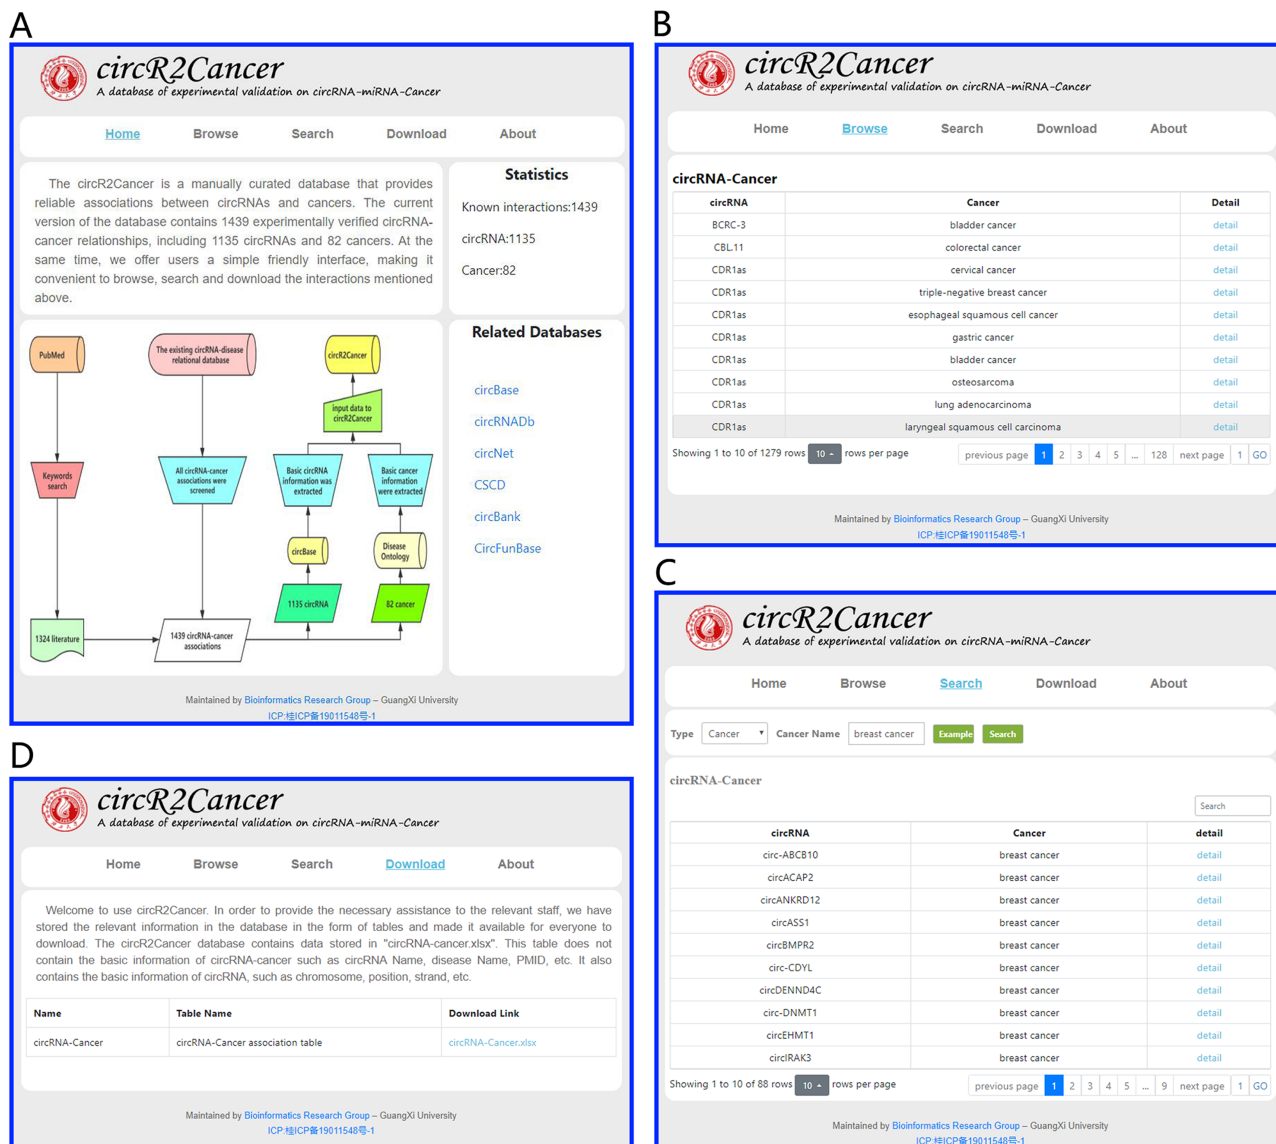 A
circR2Cancer
A database of experimental validation on circRNA-miRNA-Cancer
Home Browse Search Download About
The circR2Cancer is a manually curated database that provides
reliable associations between circRNAs and cancers. The current
version of the database contains 1439 experimentally verified circRNA-
cancer relationships, including 1135 circRNAs and 82 cancers. At the
same time, we offer users a simple friendly interface, making it
convenient to browse, search and download the interactions mentioned
above.
Statistics
Known interactions:1439
circRNA:1135
Cancer:82
PubMed
The existing circRNA-disease
relational database
circR2Cancer
input data to
circR2Cancer
Keywords
search
All circRNA-cancer
associations were
screened
Basic circRNA
information was
extracted
Basic cancer
information
were extracted
circBase
Disease
Ontology
1135 circRNA
82 cancer
1324 literature
1439 circRNA-cancer
associations
Related Databases
circBase
circRNADb
circNet
CSCD
circBank
CircFunBase
Maintained by Bioinformatics Research Group – GuangXi University
ICP:桂ICP备19011548号-1
B
circR2Cancer
A database of experimental validation on circRNA-miRNA-Cancer
Home Browse Search Download About
circRNA-Cancer
circRNA Cancer Detail
BCRC-3 bladder cancer detail
CBL.11 colorectal cancer detail
CDR1as cervical cancer detail
CDR1as triple-negative breast cancer detail
CDR1as esophageal squamous cell cancer detail
CDR1as gastric cancer detail
CDR1as bladder cancer detail
CDR1as osteosarcoma detail
CDR1as lung adenocarcinoma detail
CDR1as laryngeal squamous cell carcinoma detail
Showing 1 to 10 of 1279 rows 10 rows per page previous page 1 2 3 4 5 ... 128 next page 1 GO
Maintained by Bioinformatics Research Group – GuangXi University
ICP:桂ICP备19011548号-1
C
circR2Cancer
A database of experimental validation on circRNA-miRNA-Cancer
Home Browse Search Download About
Type Cancer Cancer Name breast cancer Example Search
circRNA-Cancer
Search
circRNA Cancer detail
circ-ABCB10 breast cancer detail
circACAP2 breast cancer detail
circANKRD12 breast cancer detail
circASS1 breast cancer detail
circBMPR2 breast cancer detail
circ-CDYL breast cancer detail
circDENND4C breast cancer detail
circ-DNMT1 breast cancer detail
circEHMT1 breast cancer detail
circIRAK3 breast cancer detail
Showing 1 to 10 of 88 rows 10 rows per page previous page 1 2 3 4 5 ... 9 next page 1 GO
Maintained by Bioinformatics Research Group – GuangXi University
ICP:桂ICP备19011548号-1
D
circR2Cancer
A database of experimental validation on circRNA-miRNA-Cancer
Home Browse Search Download About
Welcome to use circR2Cancer. In order to provide the necessary assistance to the relevant staff, we have
stored the relevant information in the database in the form of tables and made it available for everyone to
download. The circR2Cancer database contains data stored in "circRNA-cancer.xlsx". This table does not
contain the basic information of circRNA-cancer such as circRNA Name, disease Name, PMID, etc. It also
contains the basic information of circRNA, such as chromosome, position, strand, etc.
Name Table Name Download Link
circRNA-Cancer circRNA-Cancer association table circRNA-Cancer.xlsx
Maintained by Bioinformatics Research Group – GuangXi University
ICP:桂ICP备19011548号-1